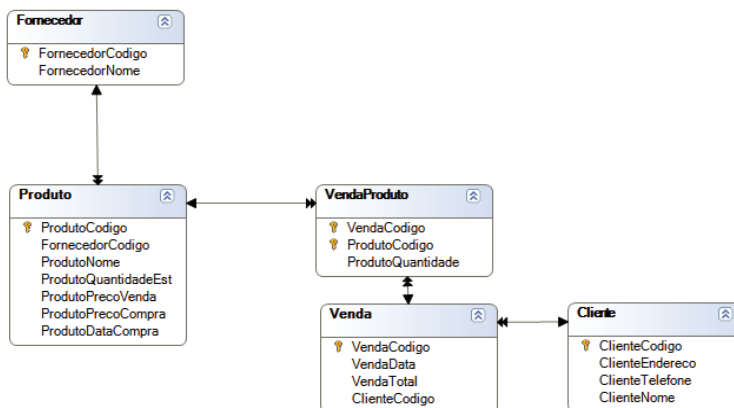 Fornecedor
FornecedorCodigo
FornecedorNome
Produto
ProdutoCodigo
FornecedorCodigo
ProdutoNome
ProdutoQuantidadeEst
ProdutoPrecoVenda
ProdutoPrecoCompra
ProdutoDataCompra
VendaProduto
VendaCodigo
ProdutoCodigo
ProdutoQuantidade
Venda
VendaCodigo
VendaData
VendaTotal
ClienteCodigo
Cliente
ClienteCodigo
ClienteEndereco
ClienteTelefone
ClienteNome